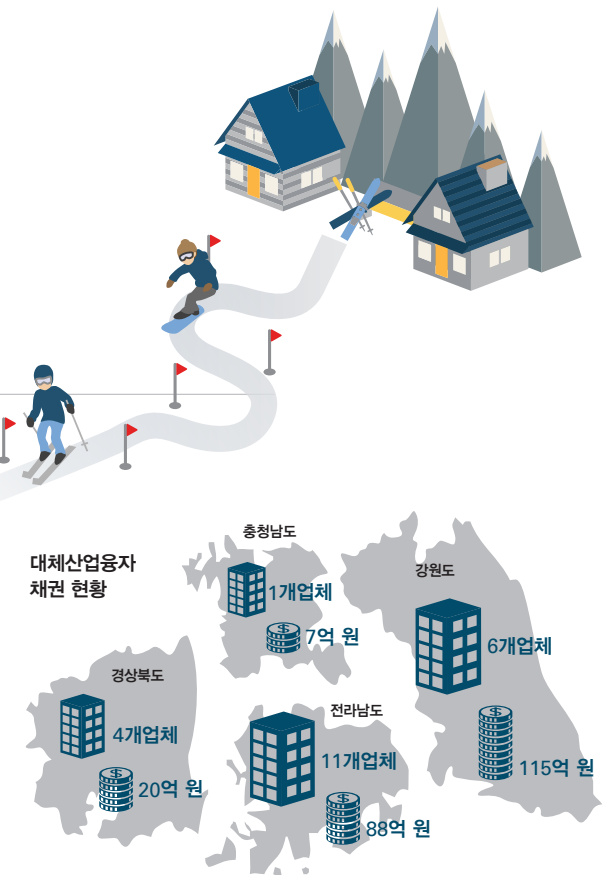 대체산업융자
채권 현황
충청남도
1개업체
7억 원
강원도
6개업체
115억 원
경상북도
4개업체
20억 원
전라남도
11개업체
88억 원